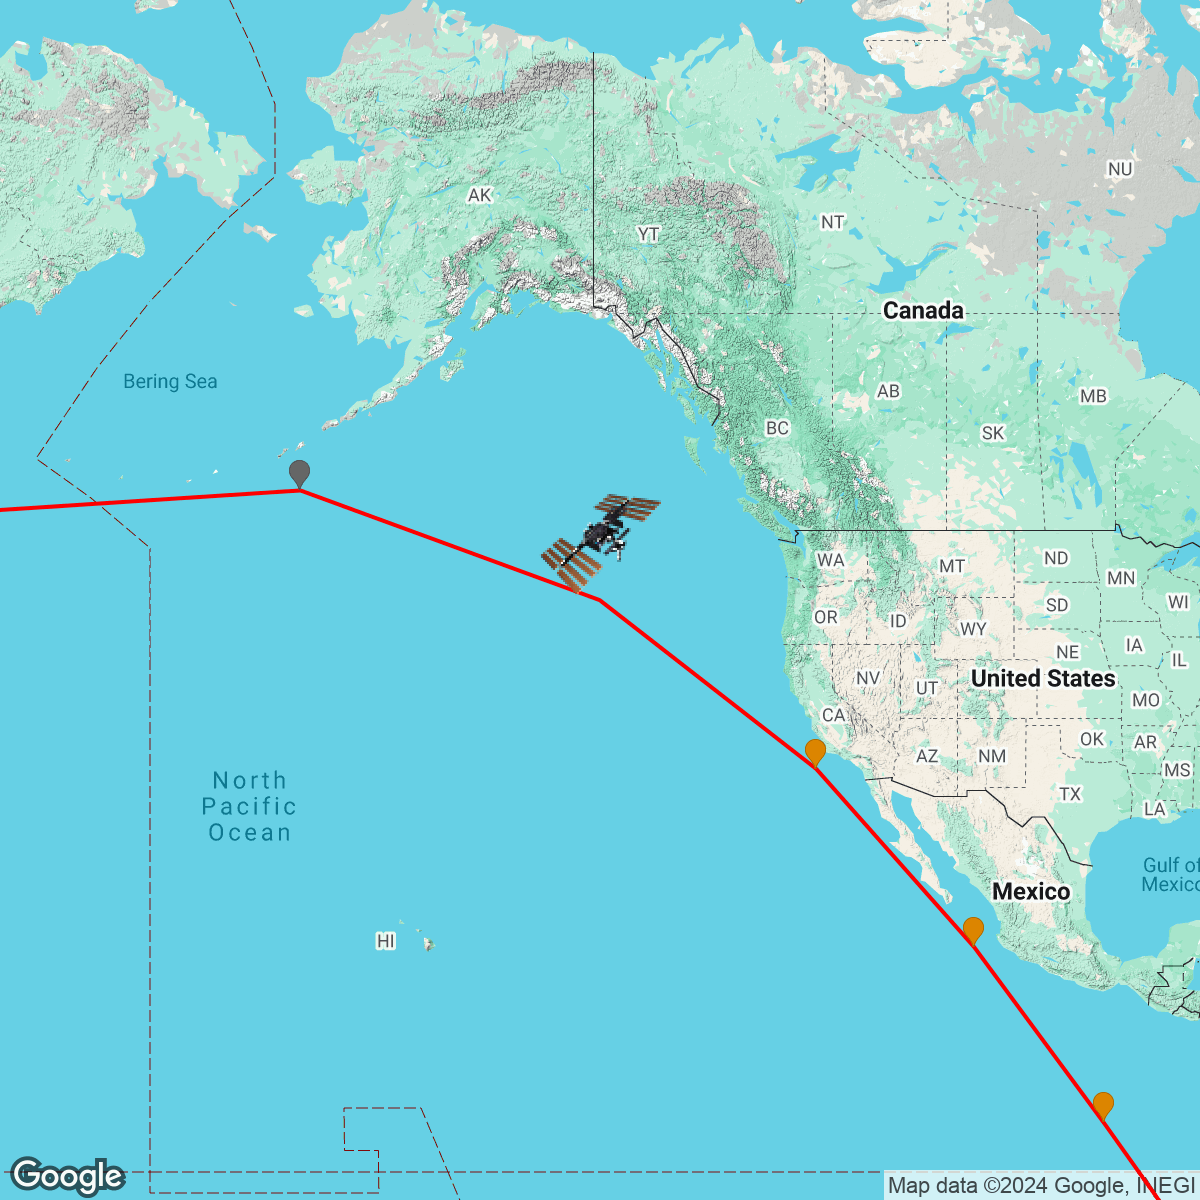 NU
AK
NT
YT
Canada
Bering Sea
AB
MB
BC
SK
WA
MT
ND
MN
WI
OR
ID
SD
WY
IA
NE
IL
NV
UT
United States
MO
CA
OK
AR
AZ
NM
MS
TX
LA
North
Pacific
Ocean
Gulf of
Mexico
Mexico
HI
Google
Map data ©2024 Google, INEGI